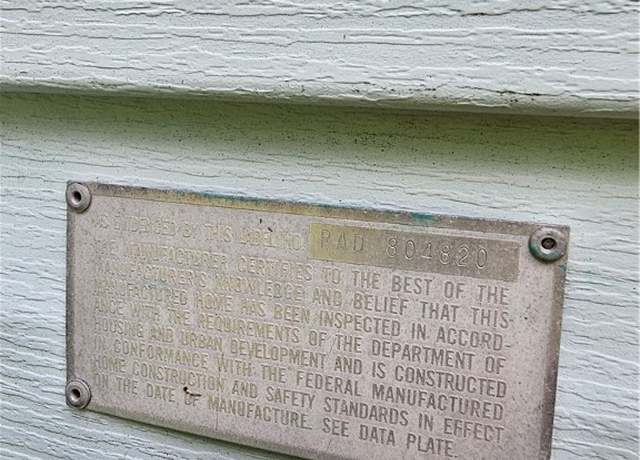 AS EVIDENCED BY THIS LABEL NO. RAD 804820
THE MANUFACTURER CERTIFIES TO THE BEST OF THE
MANUFACTURER'S KNOWLEDGE AND BELIEF THAT THIS
MANUFACTURED HOME HAS BEEN INSPECTED IN ACCORD-
ANCE WITH THE REQUIREMENTS OF THE DEPARTMENT OF
HOUSING AND URBAN DEVELOPMENT AND IS CONSTRUCTED
IN CONFORMANCE WITH THE FEDERAL MANUFACTURED
HOME CONSTRUCTION AND SAFETY STANDARDS IN EFFECT
ON THE DATE OF MANUFACTURE. SEE DATA PLATE.